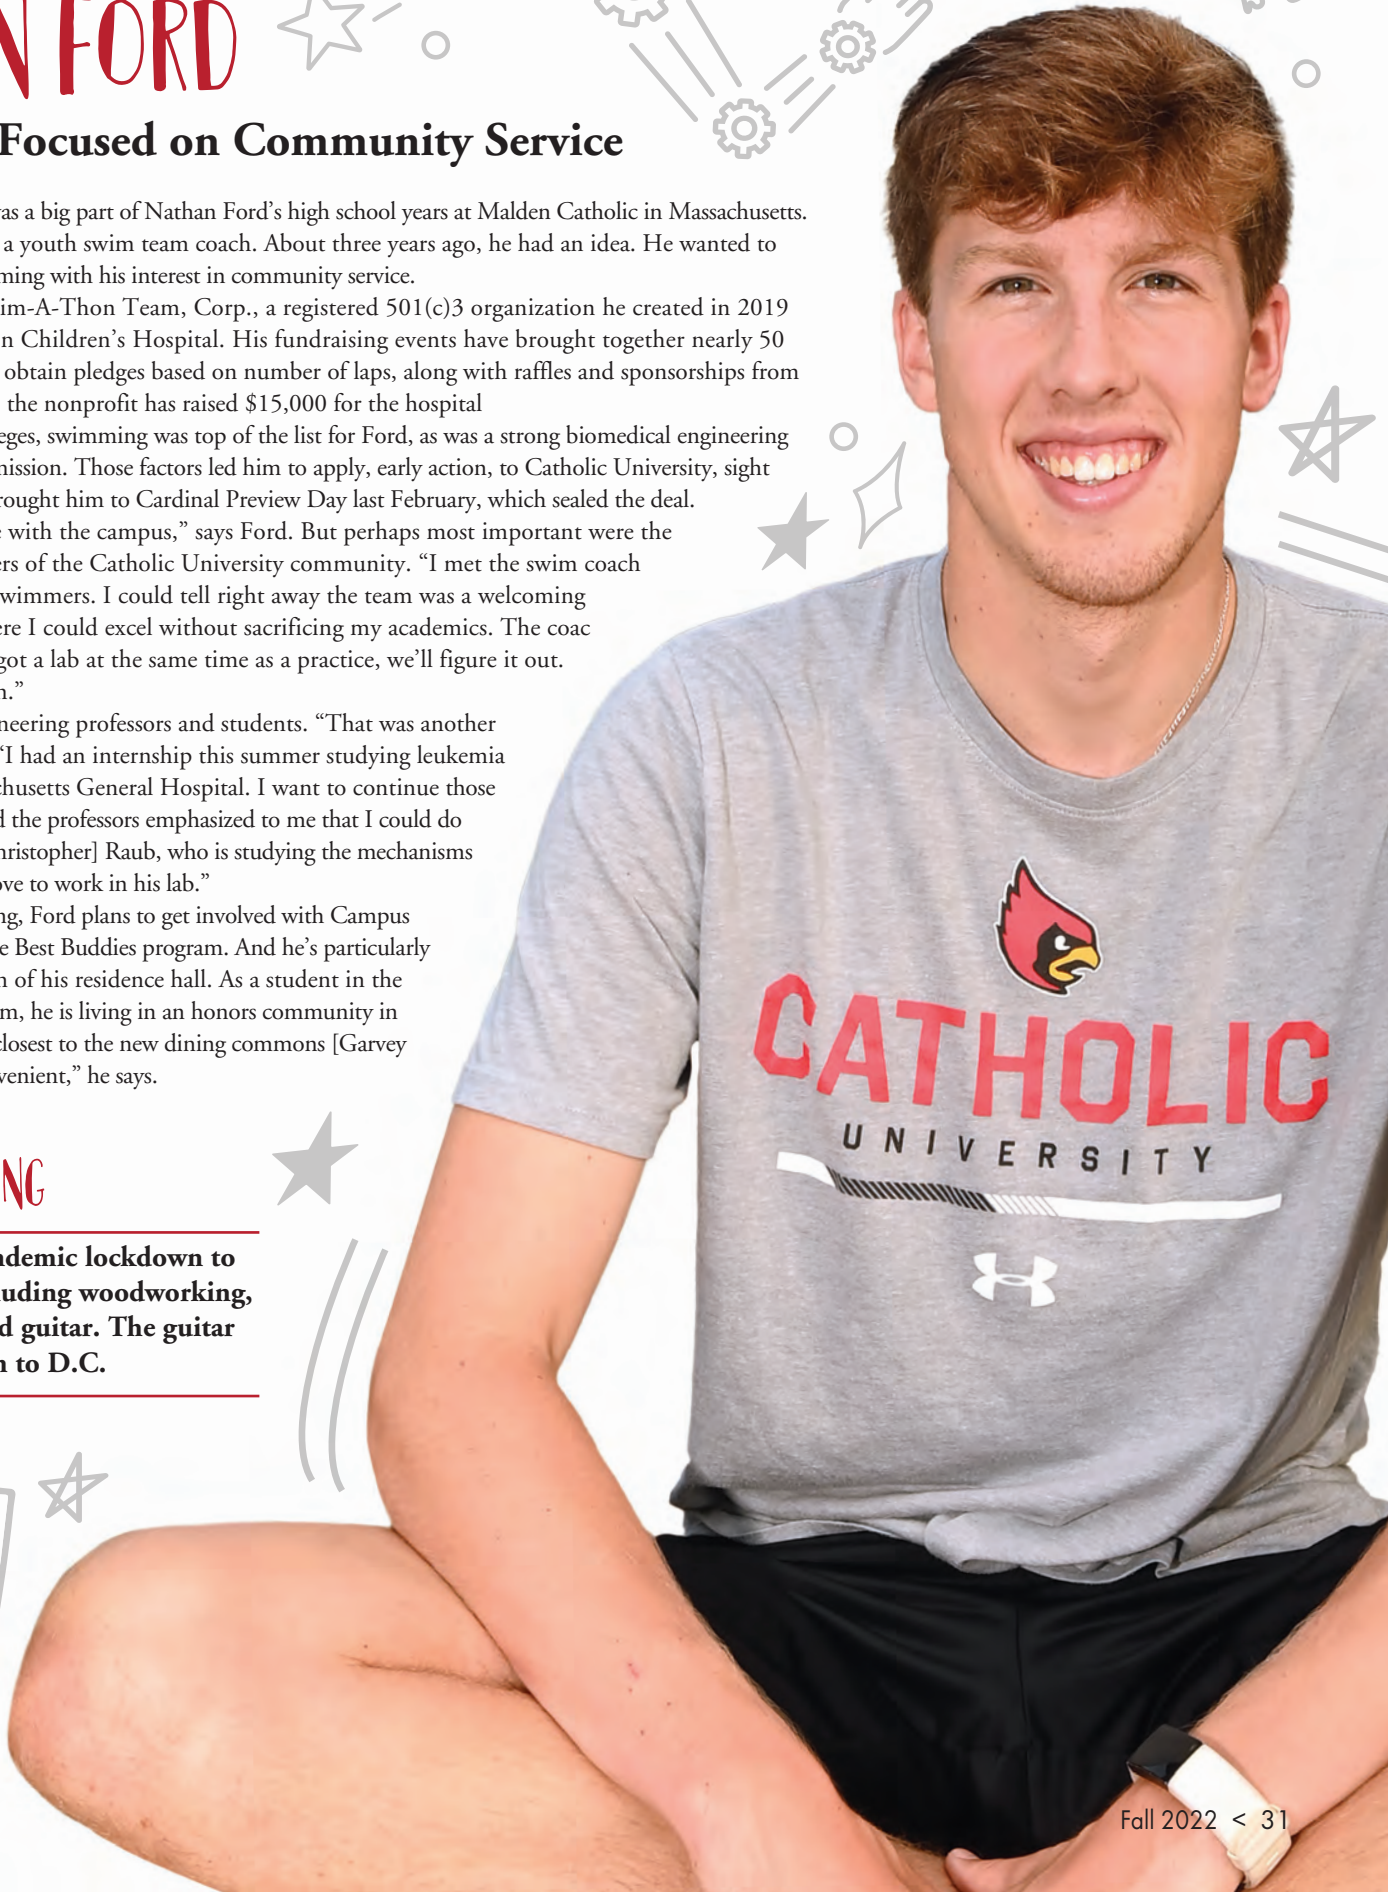 N FORD
Focused on Community Service
as a big part of Nathan Ford’s high school years at Malden Catholic in Massachusetts.
a youth swim team coach. About three years ago, he had an idea. He wanted to
ming with his interest in community service.
im-A-Thon Team, Corp., a registered 501(c)3 organization he created in 2019
n Children’s Hospital. His fundraising events have brought together nearly 50
obtain pledges based on number of laps, along with raffles and sponsorships from
the nonprofit has raised $15,000 for the hospital
eges, swimming was top of the list for Ford, as was a strong biomedical engineering
mission. Those factors led him to apply, early action, to Catholic University, sight
rought him to Cardinal Preview Day last February, which sealed the deal.
e with the campus,” says Ford. But perhaps most important were the
ers of the Catholic University community. “I met the swim coach
wimmers. I could tell right away the team was a welcoming
ere I could excel without sacrificing my academics. The coac
got a lab at the same time as a practice, we’ll figure it out.
n.”
neering professors and students. “That was another
“I had an internship this summer studying leukemia
chusetts General Hospital. I want to continue those
d the professors emphasized to me that I could do
hristopher] Raub, who is studying the mechanisms
ove to work in his lab.”
ng, Ford plans to get involved with Campus
e Best Buddies program. And he’s particularly
n of his residence hall. As a student in the
m, he is living in an honors community in
closest to the new dining commons [Garvey
venient,” he says.
NG
ndemic lockdown to
luding woodworking,
d guitar. The guitar
n to D.C.
CATHOLIC
UNIVERSITY
Fall 2022 < 31